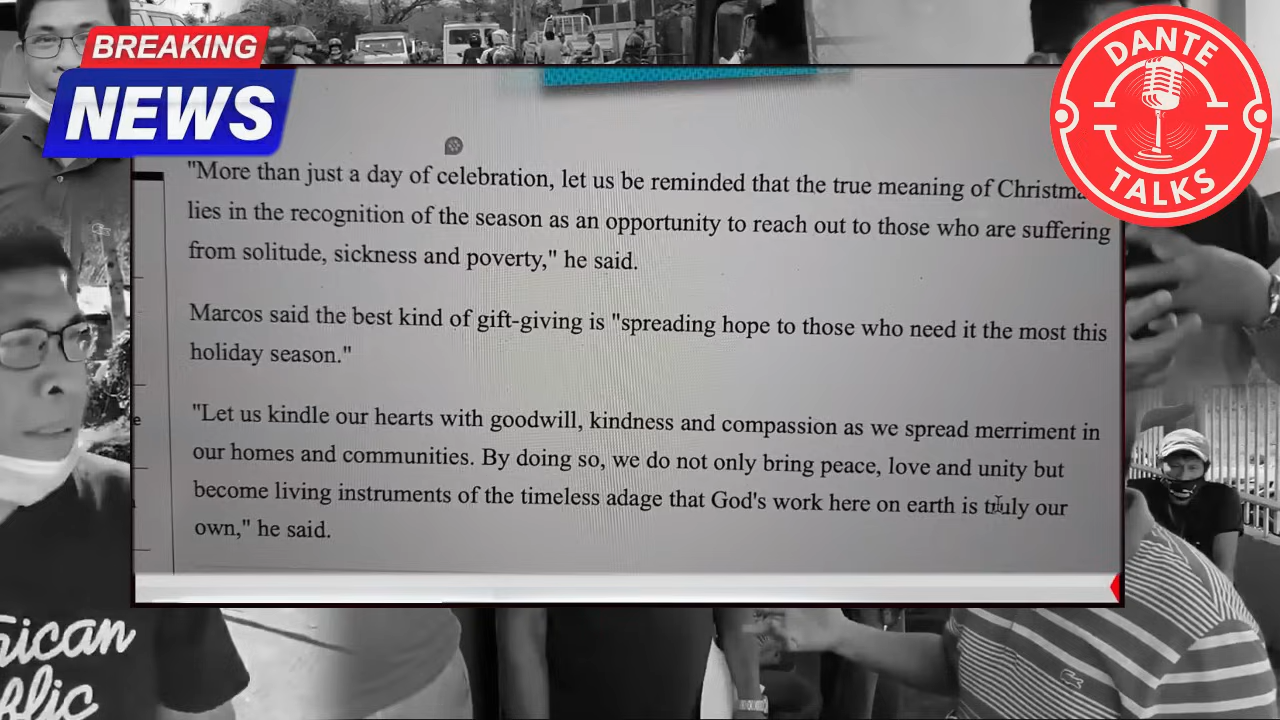 BREAKING
NEWS
DANTE
TALKS
"More than just a day of celebration, let us be reminded that the true meaning of
lies in the recognition of the season as an opportunity to reach out to those who are suffering
from solitude, sickness and poverty," he said.
Marcos said the best kind of gift-giving is "spreading hope to those who need it the most this
holiday season."
"Let us kindle our hearts with goodwill, kindness and compassion as we spread merriment in
our homes and communities. By doing so, we do not only bring peace, love and unity but
become living instruments of the timeless adage that God's work here on earth is truly our
own," he said.